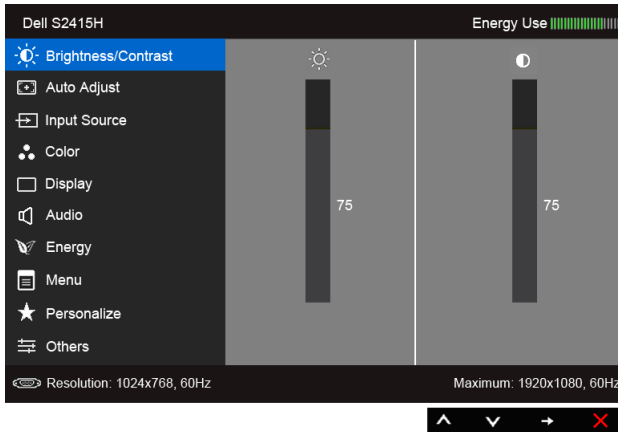 Dell S2415H
Energy Use
Brightness/Contrast
Auto Adjust
Input Source
Color
Display
Audio
Energy
Menu
Personalize
Others
75
75
Resolution: 1024x768, 60Hz
Maximum: 1920x1080, 60Hz